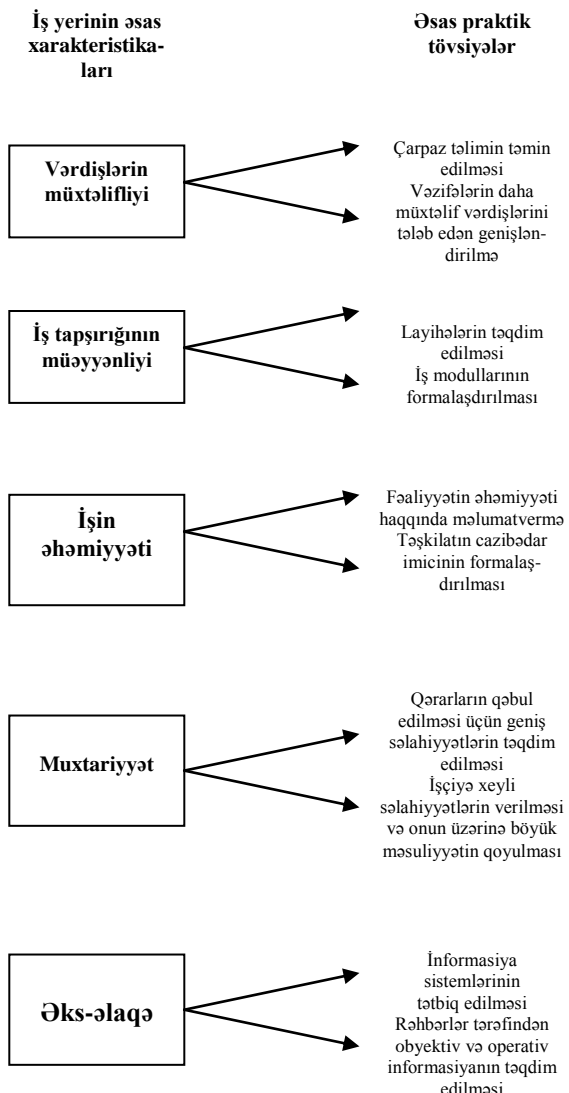 İş yerinin əsas
xarakteristika-
ları
Əsas praktik
tövsiyələr
Vərdişlərin
müxtəlifliyi
Çarpaz təlimin təmin
edilməsi
Vəzifələrin daha
müxtəlif vərdişlərini
tələb edən genişlən-
dirilmə
İş tapşırığının
müəyyənliyi
Layihələrin təqdim
edilməsi
İş modullarının
formalaşdırılması
İşin
əhəmiyyəti
Fəaliyyətin əhəmiyyəti
haqqında məlumatvermə
Təşkilatın cazibədar
imicinin formalaş-
dırılması
Muxtariyyət
Qərarların qəbul
edilməsi üçün geniş
səlahiyyətlərin təqdim
edilməsi
İşçiyə xeyli
səlahiyyətlərin verilməsi
və onun üzərinə böyük
məsuliyyətin qoyulması
Əks-əlaqə
İnformasiya
sistemlərinin
tətbiq edilməsi
Rəhbərlər tərəfindən
obyektiv və operativ
informasiyanın təqdim
edilməsi